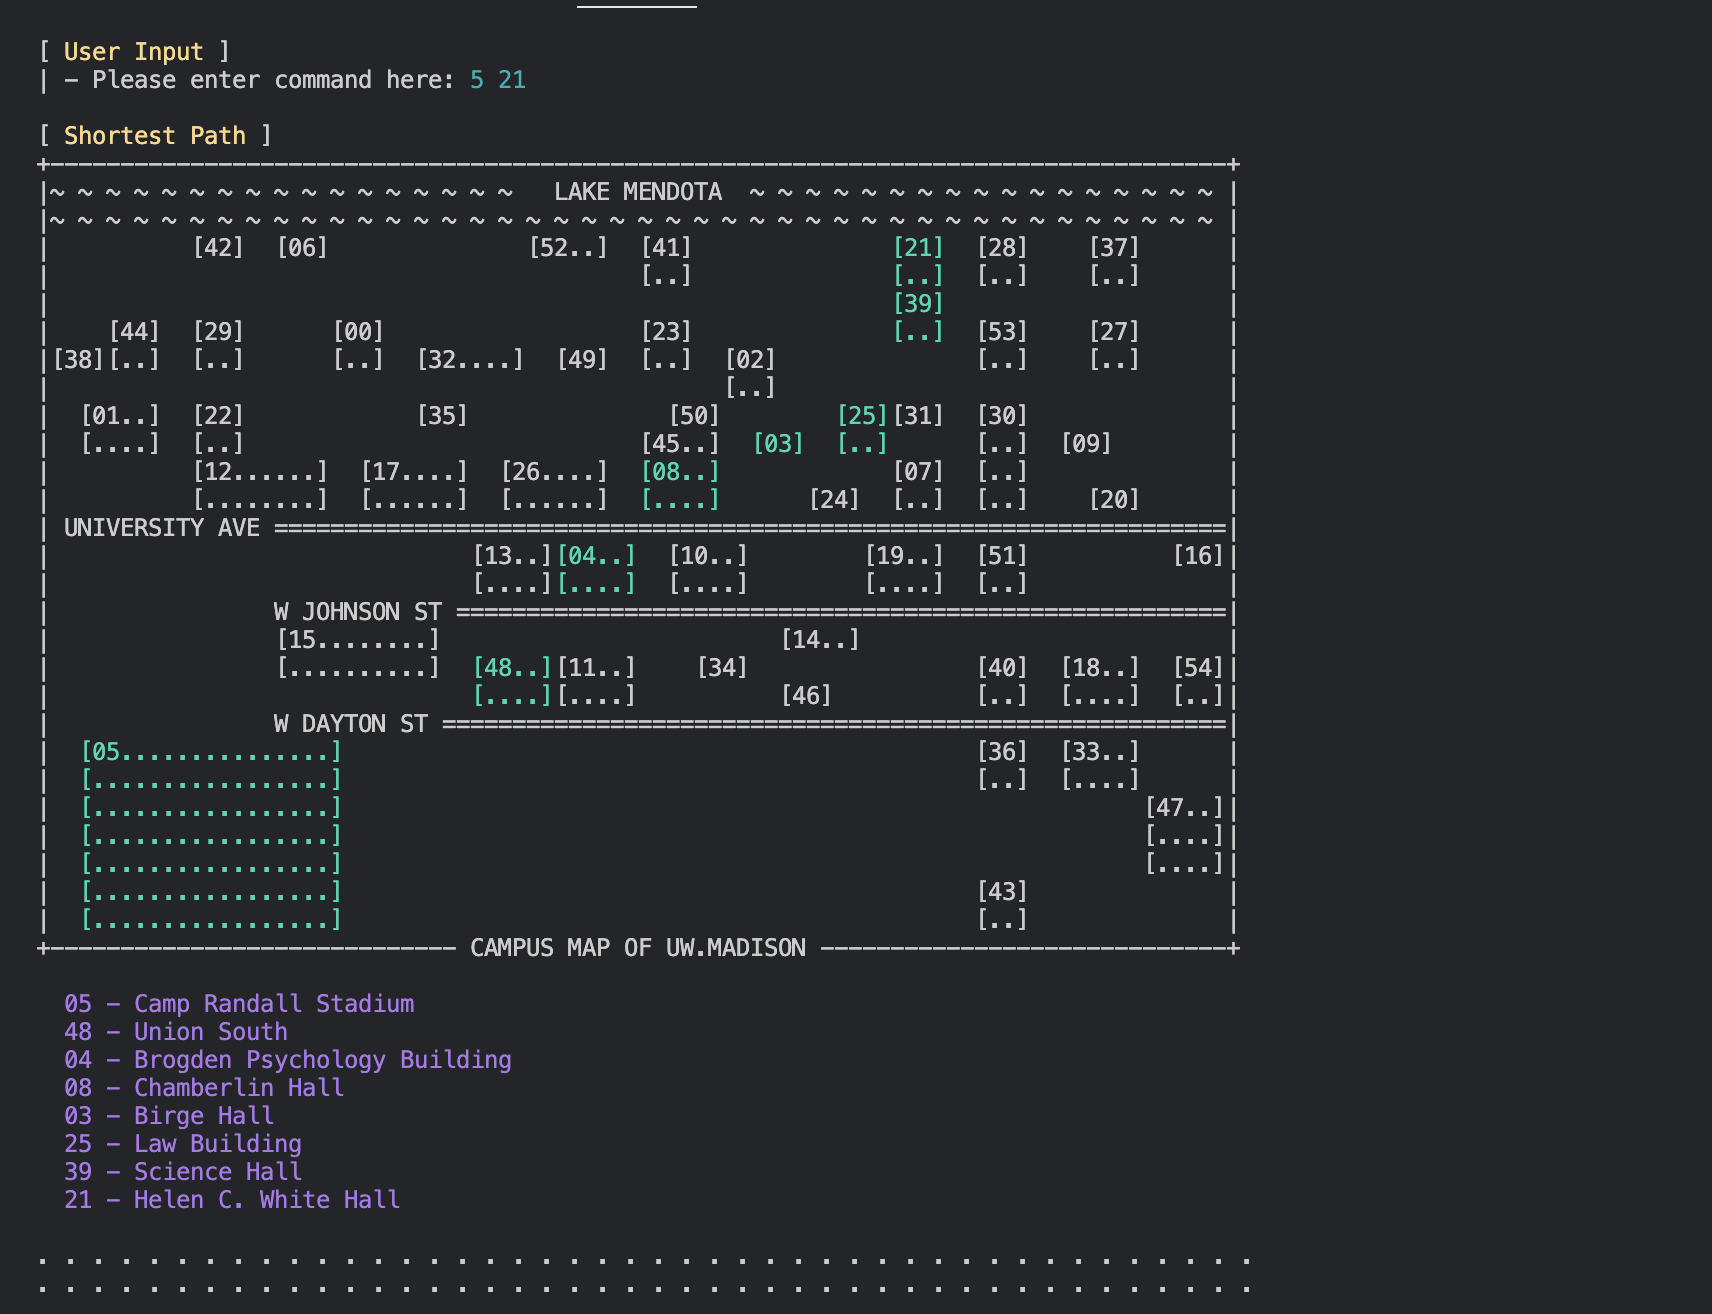 [ User Input ]
| – Please enter command here: 5 21
[ Shortest Path ]
+------------------------------------------------------------------------------------+
|~ ~ ~ ~ ~ ~ ~ ~ ~ ~ ~ ~ ~ ~ ~ ~ ~   LAKE MENDOTA  ~ ~ ~ ~ ~ ~ ~ ~ ~ ~ ~ ~ ~ ~ ~ ~ ~ |
|~ ~ ~ ~ ~ ~ ~ ~ ~ ~ ~ ~ ~ ~ ~ ~ ~ ~ ~ ~ ~ ~ ~ ~ ~ ~ ~ ~ ~ ~ ~ ~ ~ ~ ~ ~ ~ ~ ~ ~ ~ ~ |
|          [42]  [06]              [52..]  [41]              [21]  [28]    [37]      |
|                                          [..]              [..]  [..]    [..]      |
|                                                            [39]                    |
|    [44]  [29]      [00]                  [23]              [..]  [53]    [27]      |
|[38][..]  [..]      [..]  [32....]  [49]  [..]  [02]              [..]    [..]      |
|                                                [..]                                |
|  [01..]  [22]            [35]              [50]        [25][31]  [30]              |
|  [....]  [..]                            [45..]  [03]  [..]      [..]  [09]        |
|          [12......]  [17....]  [26....]  [08..]            [07]  [..]              |
|          [........]  [......]  [......]  [....]      [24]  [..]  [..]    [20]      |
| UNIVERSITY AVE ====================================================================|
|                              [13..][04..]  [10..]        [19..]  [51]          [16]|
|                              [....][....]  [....]        [....]  [..]              |
|                W JOHNSON ST =======================================================|
|                [15........]                        [14..]                          |
|                [..........]  [48..][11..]    [34]                [40]  [18..]  [54]|
|                              [....][....]          [46]          [..]  [....]  [..]|
|                W DAYTON ST ========================================================|
|  [05...............]                                             [36]  [33..]      |
|  [.................]                                             [..]  [....]      |
|  [.................]                                                         [47..]|
|  [.................]                                                         [....]|
|  [.................]                                                         [....]|
|  [.................]                                             [43]              |
|  [.................]                                             [..]              |
+----------------------------- CAMPUS MAP OF UW.MADISON -----------------------------+
05 – Camp Randall Stadium
48 – Union South
04 – Brogden Psychology Building
08 – Chamberlin Hall
03 – Birge Hall
25 – Law Building
39 – Science Hall
21 – Helen C. White Hall
. . . . . . . . . . . . . . . . . . . . . . . . . . . . . . . . . . . . . . . . . . . .
. . . . . . . . . . . . . . . . . . . . . . . . . . . . . . . . . . . . . . . . . . . .